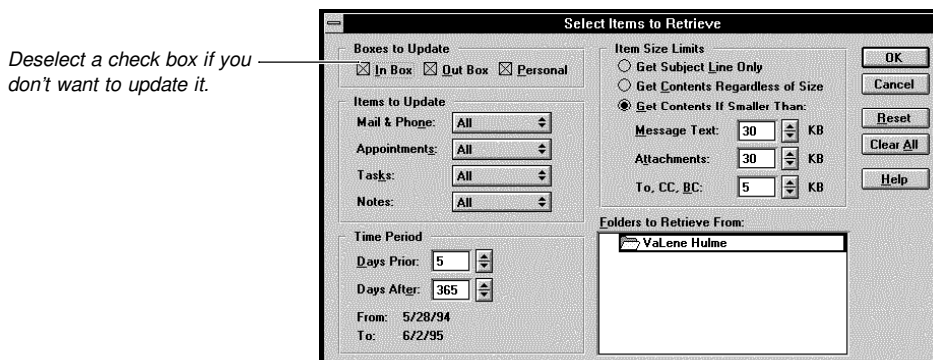 Deselect a check box if you
don't want to update it.
Select Items to Retrieve
Boxes to Update
In Box Out Box Personal
Items to Update
Mail & Phone: All
Appointments: All
Tasks: All
Notes: All
Time Period
Days Prior: 5
Days After: 365
From: 5/28/94
To: 6/2/95
Item Size Limits
Get Subject Line Only
Get Contents Regardless of Size
Get Contents If Smaller Than:
Message Text: 30 KB
Attachments: 30 KB
To, CC, BC: 5 KB
Folders to Retrieve From:
VaLene Hulme
OK
Cancel
Reset
Clear All
Help